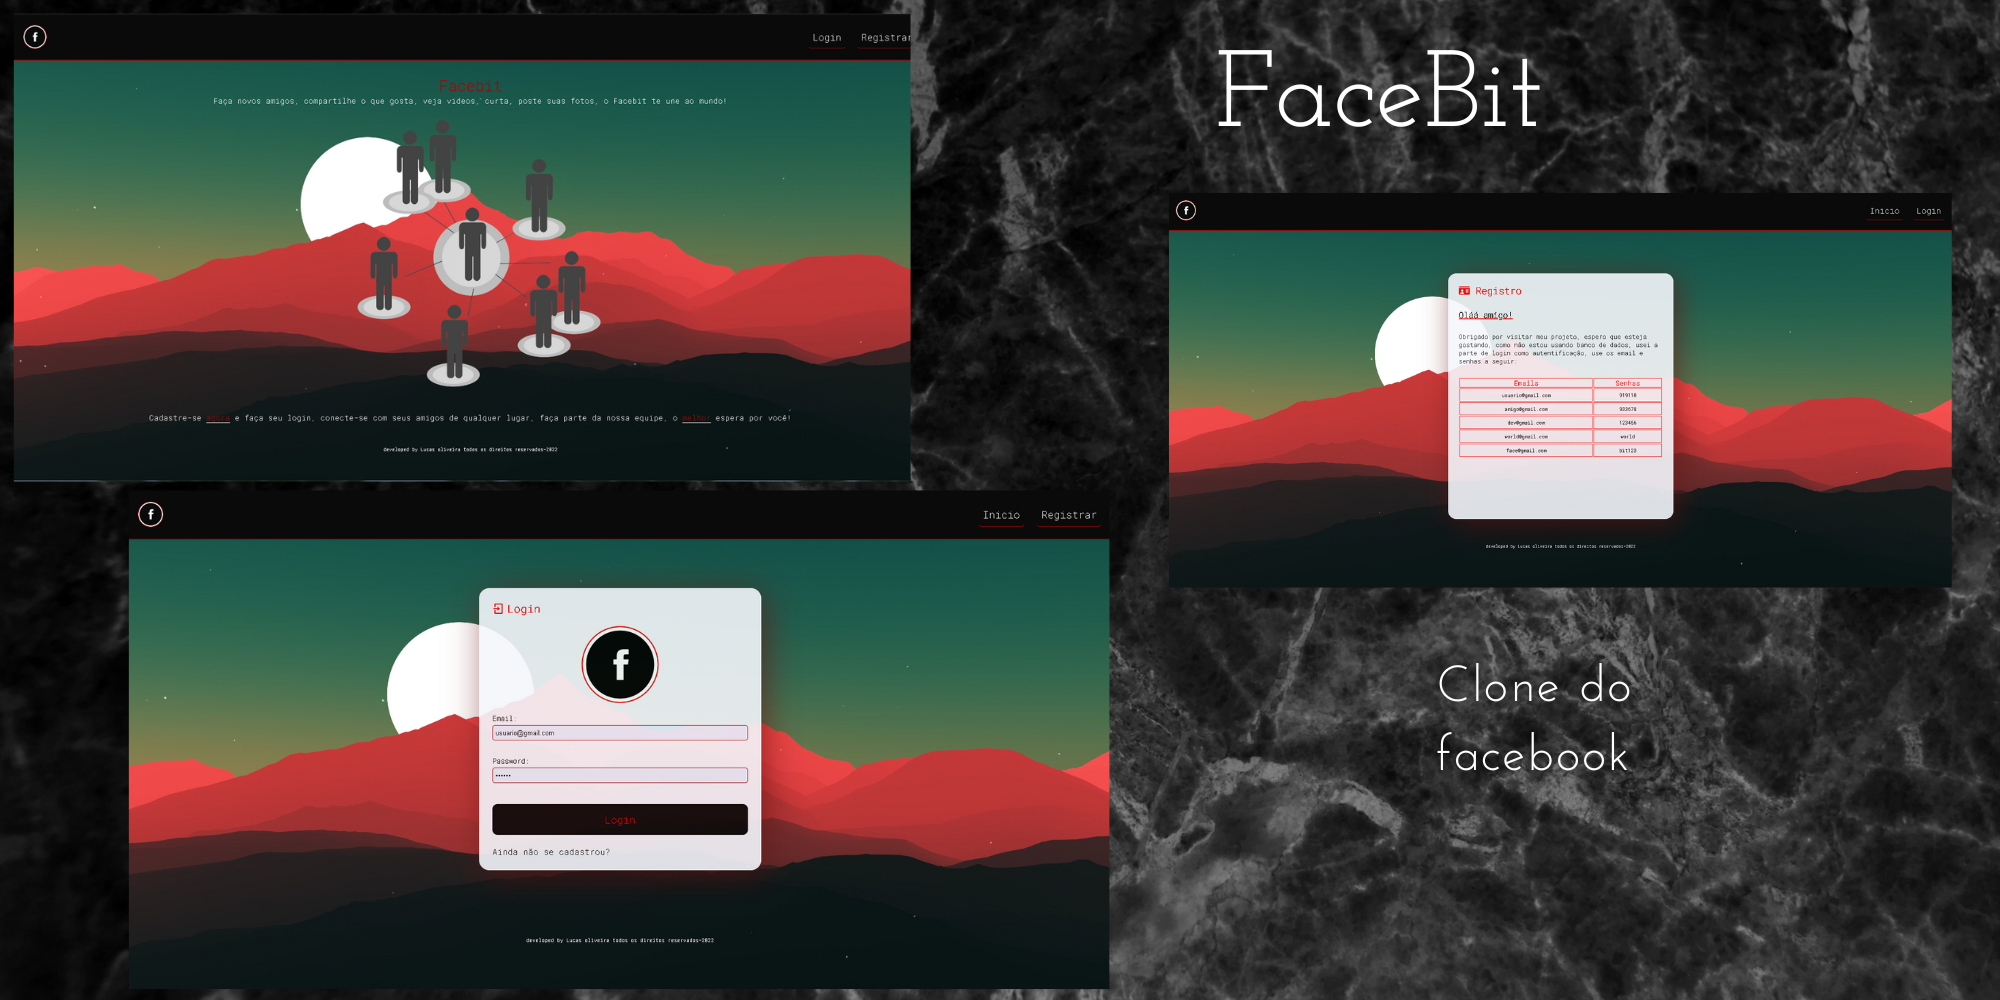 f
Login Registrar
Facebit
Faça novos amigos, compartilhe o que gosta, veja videos, curta, poste suas fotos, o Facebit te une ao mundo!
Cadastre-se agora e faça seu login, conecte-se com seus amigos de qualquer lugar, faça parte da nossa equipe, o melhor espera por você!
developed by Lucas oliveira todos os direitos reservados-2022
FaceBit
f
Inicio Login
Registro
Oláá amigo!
Obrigado por visitar meu projeto, espero que esteja
gostando, como não estou usando banco de dados, usei a
parte de login como autentificação, use os email e
senhas a seguir:
Emails Senhas
usuario@gmail.com 919118
amigo@gmail.com 933678
dev@gmail.com 123456
world@gmail.com world
face@gmail.com bit123
developed by Lucas oliveira todos os direitos reservados-2022
f
Inicio Registrar
Login
f
Email:
usuario@gmail.com
Password:
••••••
Login
Ainda não se cadastrou?
developed by Lucas oliveira todos os direitos reservados-2022
Clone do
facebook